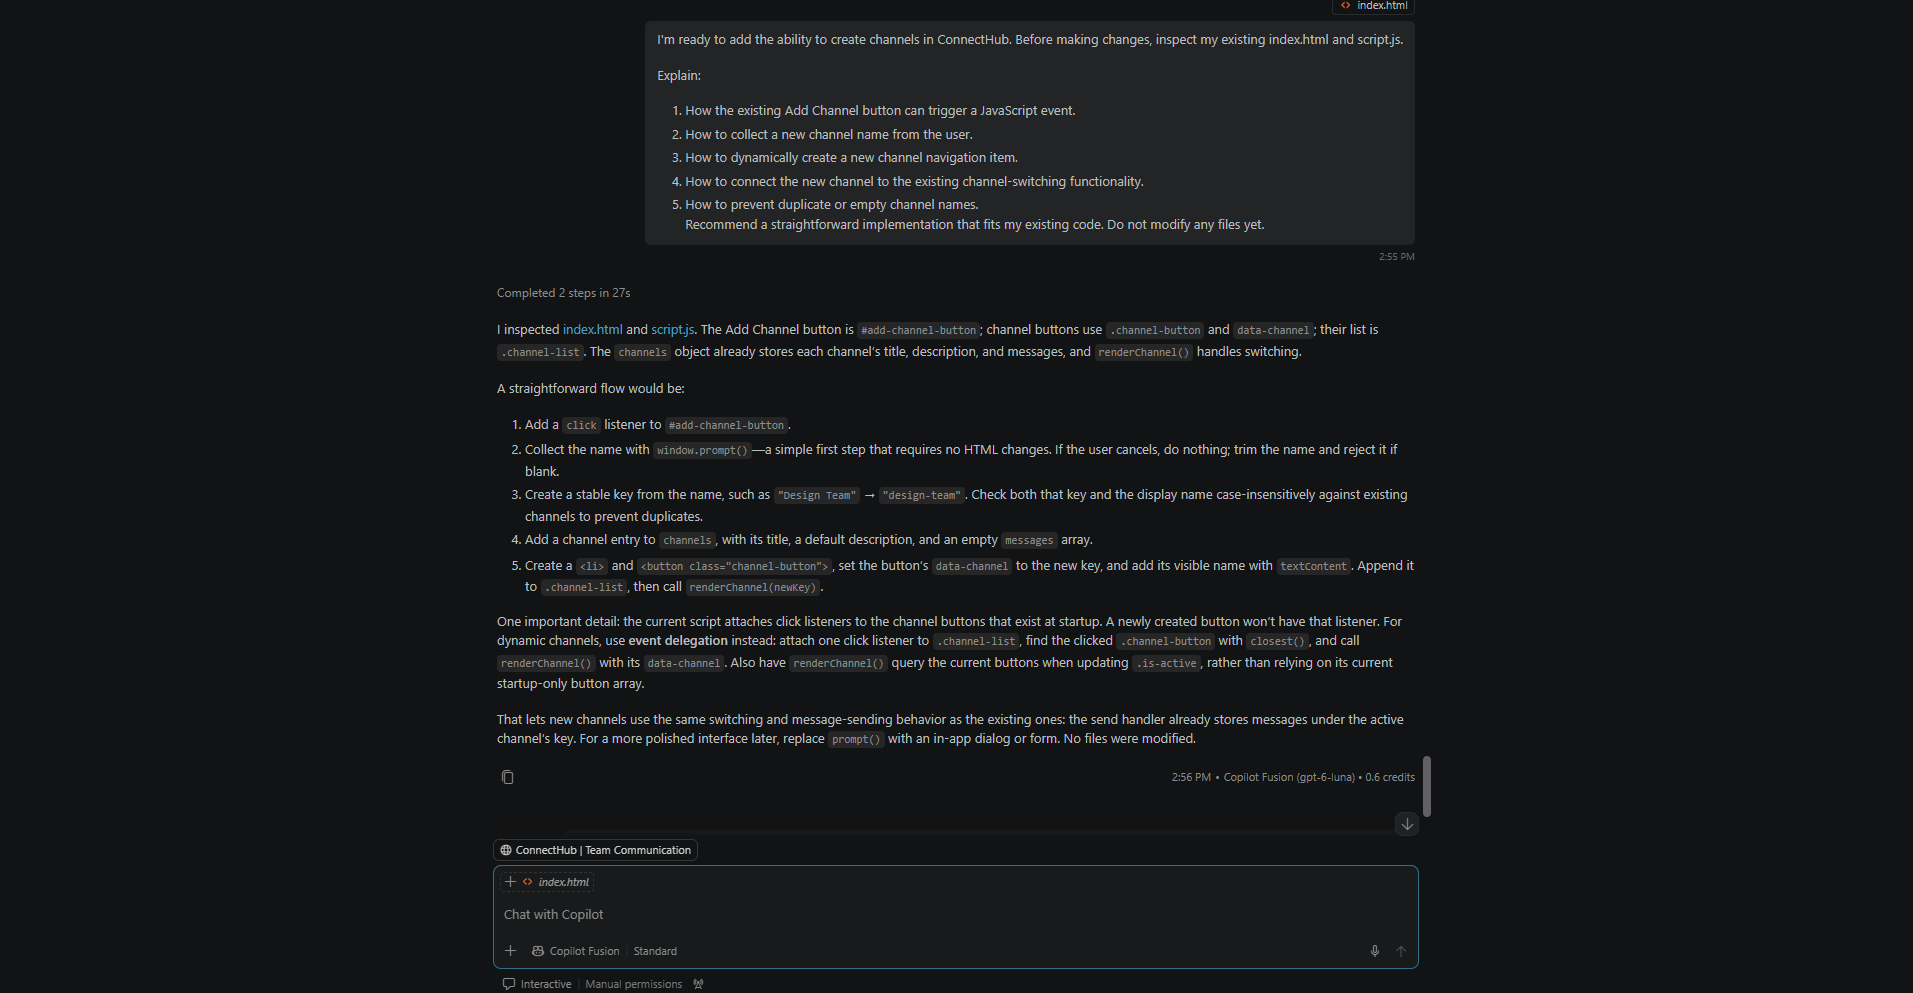 index.html
I'm ready to add the ability to create channels in ConnectHub. Before making changes, inspect my existing index.html and script.js.
Explain:
1. How the existing Add Channel button can trigger a JavaScript event.
2. How to collect a new channel name from the user.
3. How to dynamically create a new channel navigation item.
4. How to connect the new channel to the existing channel-switching functionality.
5. How to prevent duplicate or empty channel names.
Recommend a straightforward implementation that fits my existing code. Do not modify any files yet.
2:55 PM
Completed 2 steps in 27s
I inspected index.html and script.js. The Add Channel button is #add-channel-button; channel buttons use .channel-button and data-channel; their list is
.channel-list. The channels object already stores each channel's title, description, and messages, and renderChannel() handles switching.
A straightforward flow would be:
1. Add a click listener to #add-channel-button.
2. Collect the name with window.prompt()—a simple first step that requires no HTML changes. If the user cancels, do nothing; trim the name and reject it if
blank.
3. Create a stable key from the name, such as "Design Team" → "design-team". Check both that key and the display name case-insensitively against existing
channels to prevent duplicates.
4. Add a channel entry to channels, with its title, a default description, and an empty messages array.
5. Create a <li> and <button class="channel-button">, set the button's data-channel to the new key, and add its visible name with textContent. Append it
to .channel-list, then call renderChannel(newKey).
One important detail: the current script attaches click listeners to the channel buttons that exist at startup. A newly created button won't have that listener. For
dynamic channels, use event delegation instead: attach one click listener to .channel-list, find the clicked .channel-button with closest(), and call
renderChannel() with its data-channel. Also have renderChannel() query the current buttons when updating .is-active, rather than relying on its current
startup-only button array.
That lets new channels use the same switching and message-sending behavior as the existing ones: the send handler already stores messages under the active
channel's key. For a more polished interface later, replace prompt() with an in-app dialog or form. No files were modified.
2:56 PM • Copilot Fusion (gpt-6-luna) • 0.6 credits
ConnectHub | Team Communication
index.html
Chat with Copilot
Copilot Fusion Standard
Interactive Manual permissions